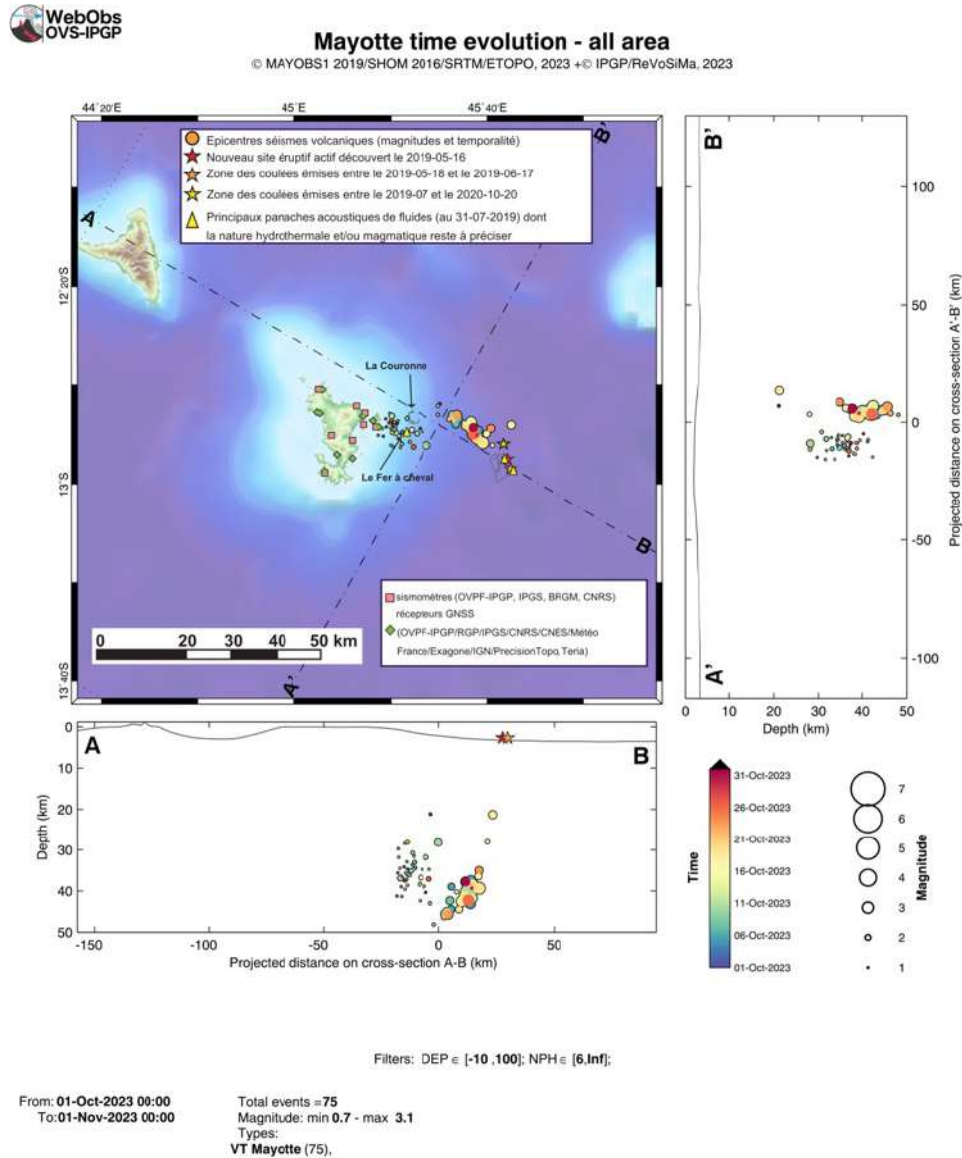 WebObs
OVS-IPGP
Mayotte time evolution - all area
© MAYOBS1 2019/SHOM 2016/SRTM/ETOPO, 2023 +© IPGP/ReVoSiMa, 2023
44˚20'E 45˚E 45˚40'E
Epicentres séismes volcaniques (magnitudes et temporalité)
Nouveau site éruptif actif découvert le 2019-05-16
Zone des coulées émises entre le 2019-05-18 et le 2019-06-17
Zone des coulées émises entre le 2019-07 et le 2020-10-20
Principaux panaches acoustiques de fluides (au 31-07-2019) dont
la nature hydrothermale et/ou magmatique reste à préciser
B'
A
12˚20'S
La Couronne
Le Fer à cheval
13˚S
B
sismomètres (OVPF-IPGP, IPGS, BRGM, CNRS)
récepteurs GNSS
(OVPF-IPGP/RGP/IPGS/CNRS/CNES/Météo
France/Exagone/IGN/PrecisionTopo, Teria)
0 20 30 40 50 km
13˚40'S
A'
B'
100
50
0
-50
-100
Projected distance on cross-section A'-B' (km)
A'
0 10 20 30 40 50
Depth (km)
0
10
20
30
40
50
Depth (km)
A
B
-150 -100 -50 0 50
Projected distance on cross-section A-B (km)
Time
31-Oct-2023
26-Oct-2023
21-Oct-2023
16-Oct-2023
11-Oct-2023
06-Oct-2023
01-Oct-2023
7
6
5
4
3
2
1
Magnitude
Filters: DEP ∈ [-10 ,100]; NPH ∈ [6,Inf];
From: 01-Oct-2023 00:00
To:01-Nov-2023 00:00
Total events =75
Magnitude: min 0.7 - max 3.1
Types:
VT Mayotte (75),